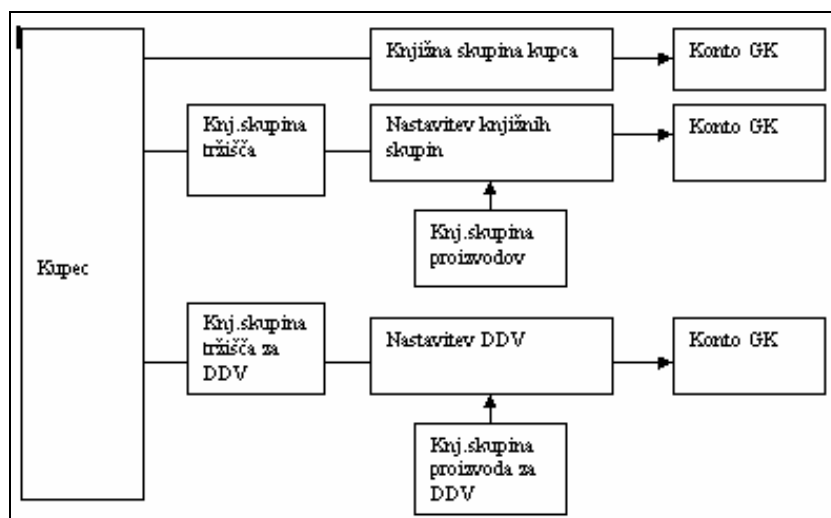 Knjižna skupina kupca
Konto GK
Knj.skupina
tržišča
Nastavitev knjižnih
skupin
Konto GK
Knj.skupina
proizvodov
Kupec
Knj.skupina
tržišča za
DDV
Nastavitev DDV
Konto GK
Knj.skupina
proizvoda za
DDV